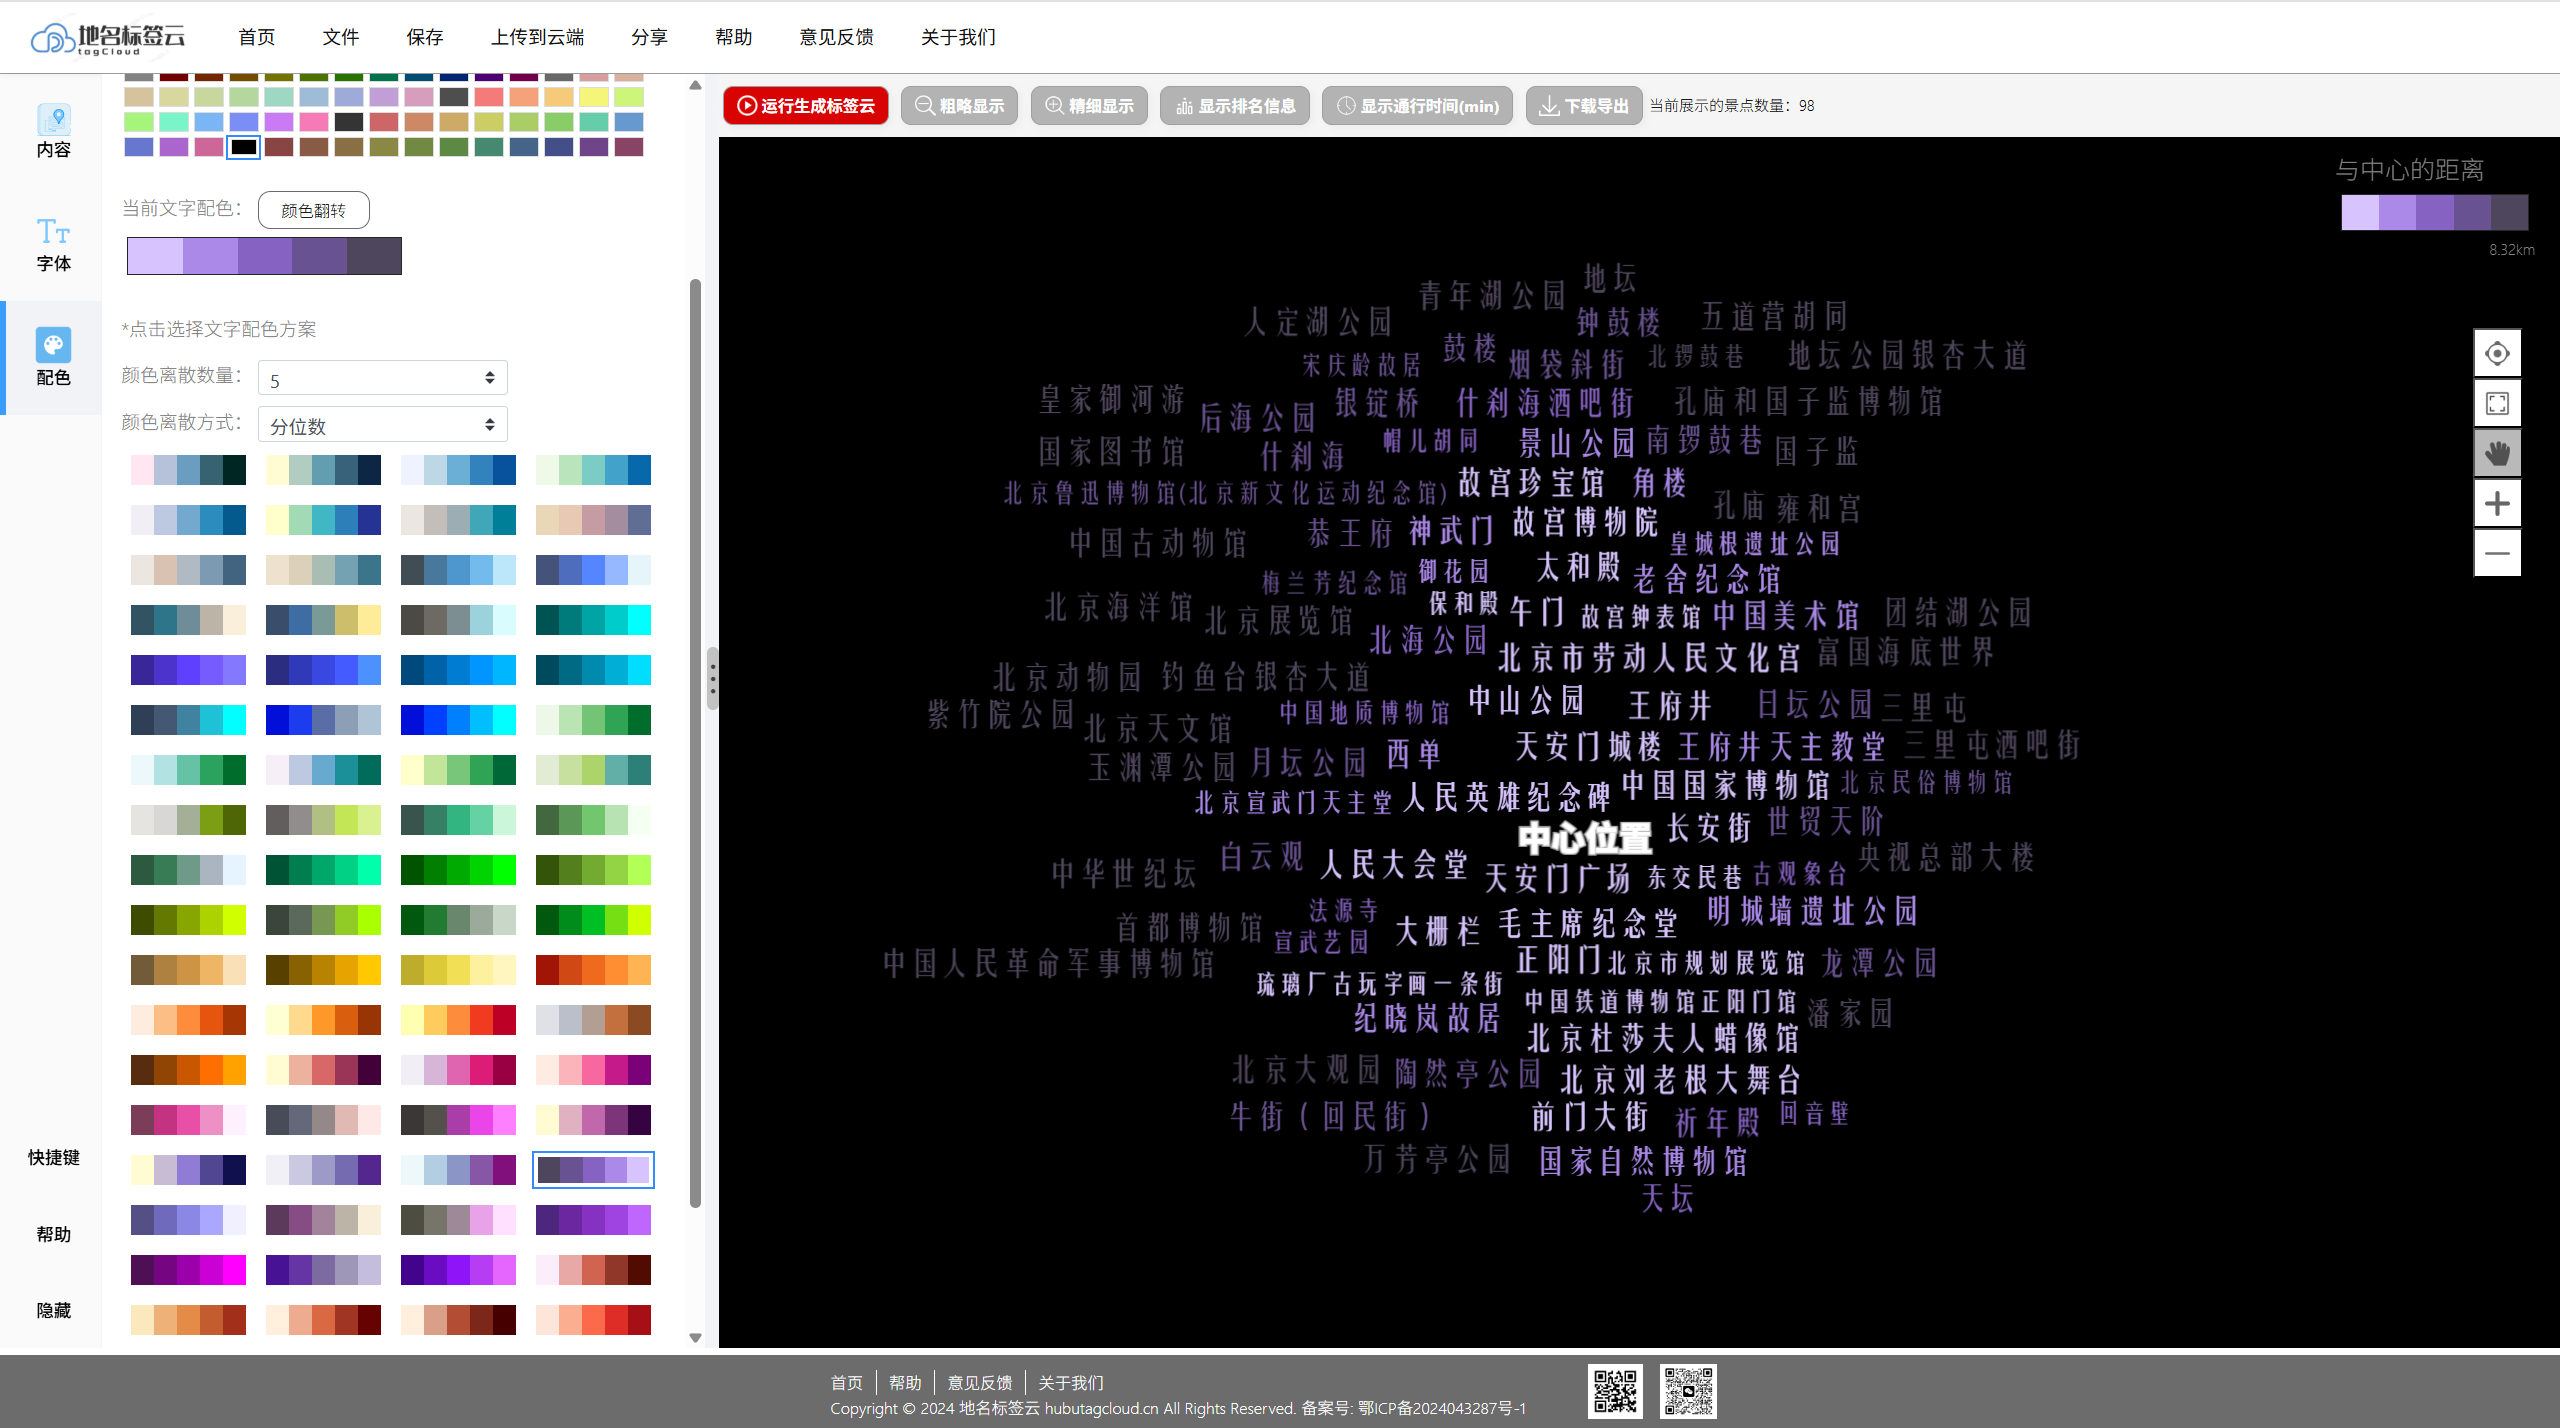 地名标签云
tagCloud
首页 文件 保存 上传到云端 分享 帮助 意见反馈 关于我们
内容
字体
配色
快捷键
帮助
隐藏
当前文字配色： 颜色翻转
*点击选择文字配色方案
颜色离散数量： 5
颜色离散方式： 分位数
运行生成标签云 粗略显示 精细显示 显示排名信息 显示通行时间(min) 下载导出 当前展示的景点数量：98
与中心的距离
8.32km
地坛
青年湖公园
人定湖公园 钟鼓楼 五道营胡同
鼓楼
宋庆龄故居 烟袋斜街 北锣鼓巷 地坛公园银杏大道
皇家御河游 后海公园 银锭桥 什刹海酒吧街 孔庙和国子监博物馆
国家图书馆 什刹海 帽儿胡同 景山公园 南锣鼓巷 国子监
北京鲁迅博物馆(北京新文化运动纪念馆) 故宫珍宝馆 角楼
孔庙 雍和宫
中国古动物馆 恭王府 神武门 故宫博物院 皇城根遗址公园
梅兰芳纪念馆 御花园 太和殿 老舍纪念馆
北京海洋馆 北京展览馆 保和殿 午门 故宫钟表馆 中国美术馆 团结湖公园
北海公园 北京市劳动人民文化宫 富国海底世界
北京动物园 钓鱼台银杏大道
紫竹院公园 北京天文馆 中国地质博物馆 中山公园 王府井 日坛公园 三里屯
玉渊潭公园 月坛公园 西单 天安门城楼 王府井天主教堂 三里屯酒吧街
北京宣武门天主堂 人民英雄纪念碑 中国国家博物馆 北京民俗博物馆
中心位置 长安街 世贸天阶
中华世纪坛 白云观 人民大会堂 天安门广场 东交民巷 古观象台 央视总部大楼
首都博物馆 法源寺 大栅栏 毛主席纪念堂 明城墙遗址公园
宣武艺园
中国人民革命军事博物馆 正阳门 北京市规划展览馆 龙潭公园
琉璃厂古玩字画一条街 中国铁道博物馆正阳门馆 潘家园
纪晓岚故居 北京杜莎夫人蜡像馆
北京大观园 陶然亭公园 北京刘老根大舞台
牛街（回民街） 前门大街 祈年殿 回音壁
万芳亭公园 国家自然博物馆
天坛
首页 帮助 意见反馈 关于我们
Copyright © 2024 地名标签云 hubutagcloud.cn All Rights Reserved. 备案号: 鄂ICP备2024043287号-1